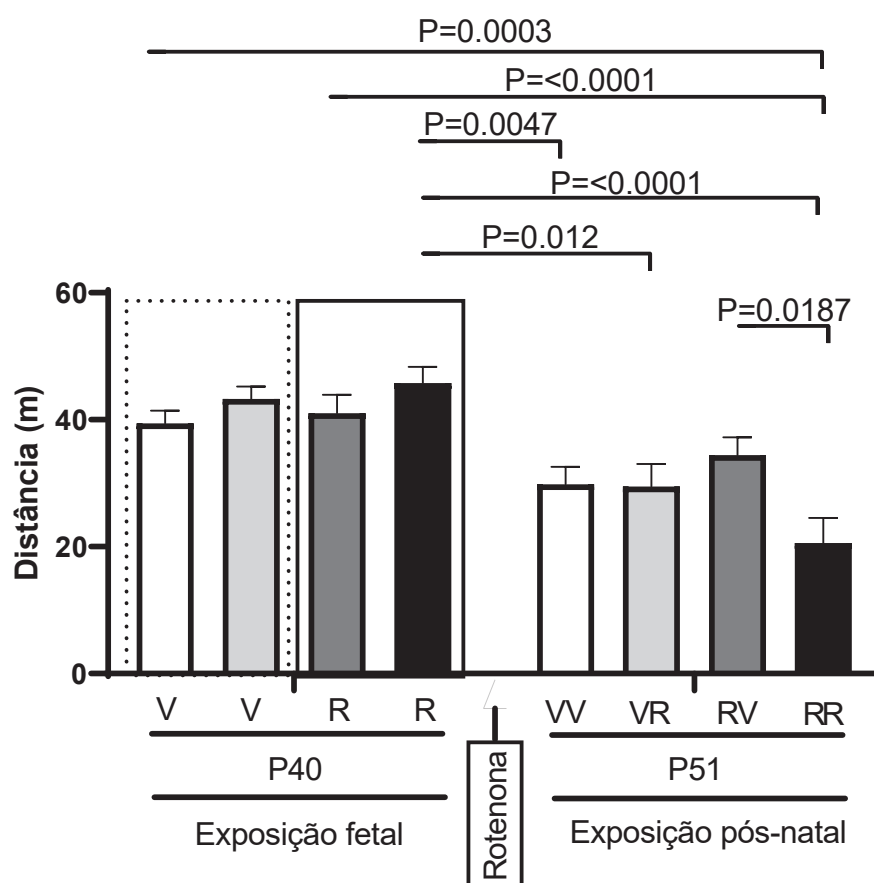 P=0.0003
P=<0.0001
P=0.0047
P=<0.0001
P=0.012
P=0.0187
Distância (m)
60
40
20
0
V V R R VV VR RV RR
P40 P51
Exposição fetal Exposição pós-natal
Rotenona